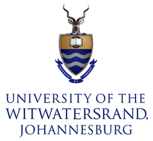 UNIVERSITY OF THE
WITWATERSRAND,
JOHANNESBURG